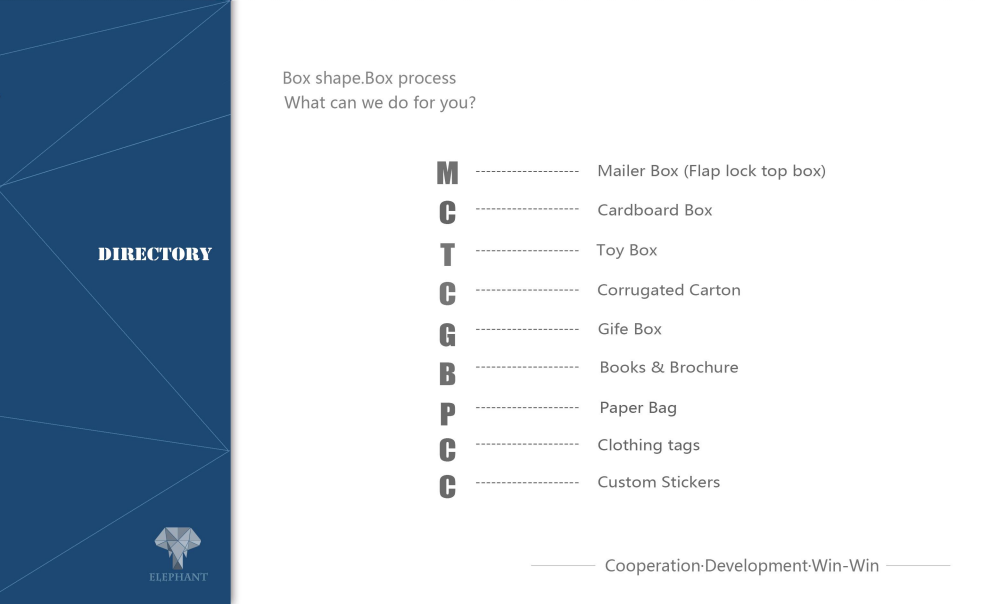 Box shape.Box process
What can we do for you?
DIRECTORY
M -------------------- Mailer Box (Flap lock top box)
C -------------------- Cardboard Box
T -------------------- Toy Box
C -------------------- Corrugated Carton
G -------------------- Gife Box
B -------------------- Books & Brochure
P -------------------- Paper Bag
C -------------------- Clothing tags
C -------------------- Custom Stickers
ELEPHANT
Cooperation·Development·Win-Win